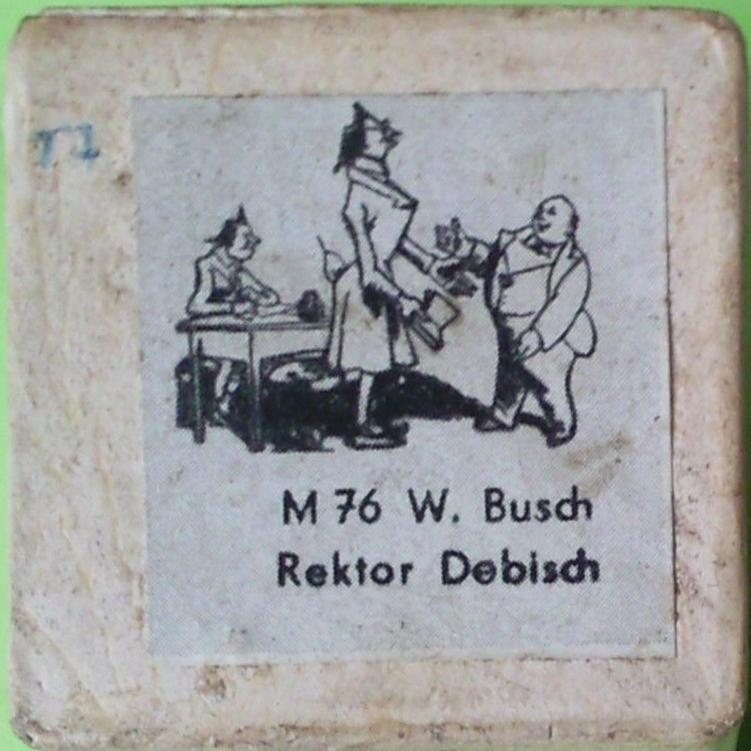 M 76 W. Busch
Rektor Debisch